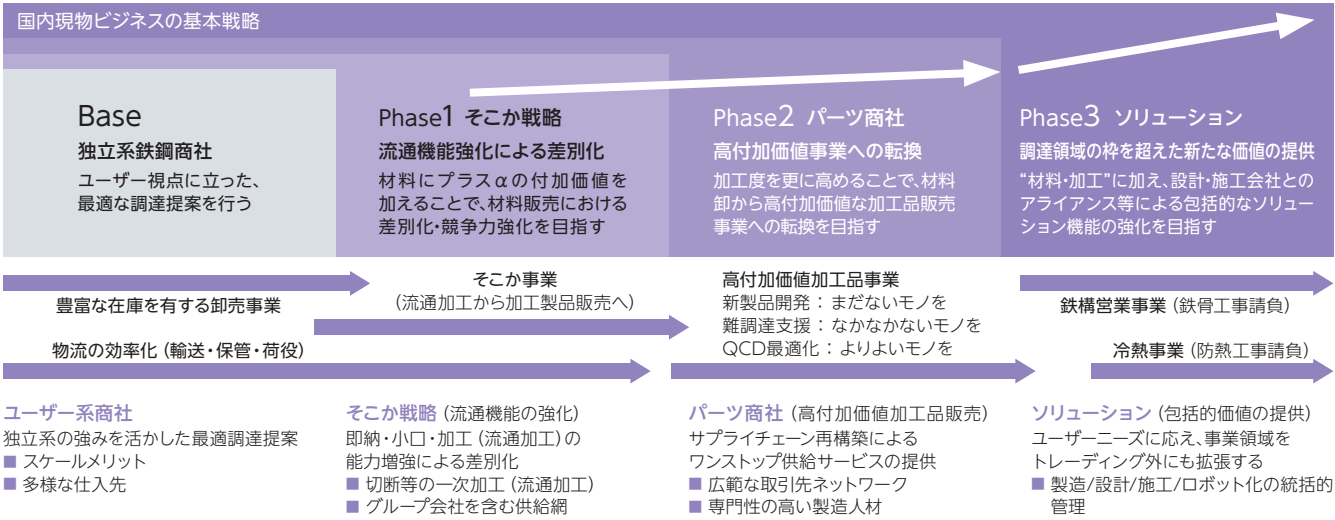 国内現物ビジネスの基本戦略
Base
独立系鉄鋼商社
ユーザー視点に立った、
最適な調達提案を行う
Phase1 そこか戦略
流通機能強化による差別化
材料にプラスαの付加価値を
加えることで、材料販売における
差別化・競争力強化を目指す
Phase2 パーツ商社
高付加価値事業への転換
加工度を更に高めることで、材料
卸から高付加価値な加工品販売
事業への転換を目指す
Phase3 ソリューション
調達領域の枠を超えた新たな価値の提供
“材料・加工”に加え、設計・施工会社との
アライアンス等による包括的なソリュー
ション機能の強化を目指す
豊富な在庫を有する卸売事業
物流の効率化（輸送・保管・荷役）
そこか事業
（流通加工から加工製品販売へ）
高付加価値加工品事業
新製品開発：まだないモノを
難調達支援：なかなかないモノを
QCD最適化：よりよいモノを
鉄構営業事業（鉄骨工事請負）
冷熱事業（防熱工事請負）
ユーザー系商社
独立系の強みを活かした最適調達提案
■ スケールメリット
■ 多様な仕入先
そこか戦略（流通機能の強化）
即納・小口・加工（流通加工）の
能力増強による差別化
■ 切断等の一次加工（流通加工）
■ グループ会社を含む供給網
パーツ商社（高付加価値加工品販売）
サプライチェーン再構築による
ワンストップ供給サービスの提供
■ 広範な取引先ネットワーク
■ 専門性の高い製造人材
ソリューション（包括的価値の提供）
ユーザーニーズに応え、事業領域を
トレーディング外にも拡張する
■ 製造/設計/施工/ロボット化の統括的
管理